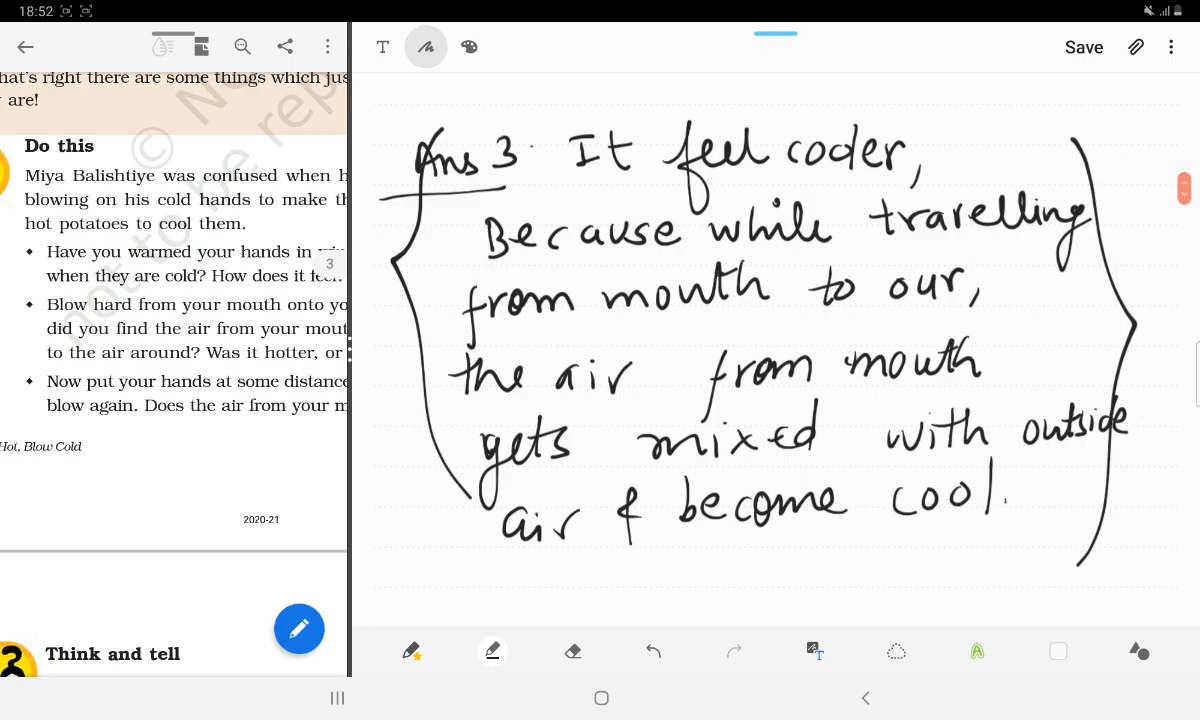 18:52
hat's right there are some things which jus
are!
© N
not to be rep
Do this
Miya Balishtiye was confused when h
blowing on his cold hands to make th
hot potatoes to cool them.
• Have you warmed your hands in
when they are cold? How does it
3
• Blow hard from your mouth onto yo
did you find the air from your mout
to the air around? Was it hotter, or
• Now put your hands at some distance
blow again. Does the air from your m
Hot, Blow Cold
2020-21
Think and tell
T
Save
Ans 3. It feel cooler,
Because while travelling
from mouth to our,
the air from mouth
gets mixed with outside
air & become cool.
T
A